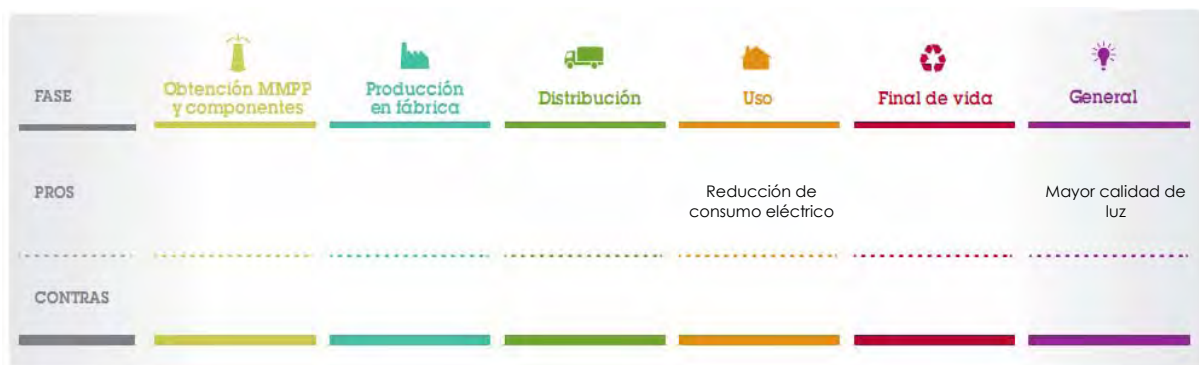 FASE
Obtención MMPP
y componentes
Producción
en fábrica
Distribución
Uso
Final de vida
General
PROS
Reducción de
consumo eléctrico
Mayor calidad de
luz
CONTRAS